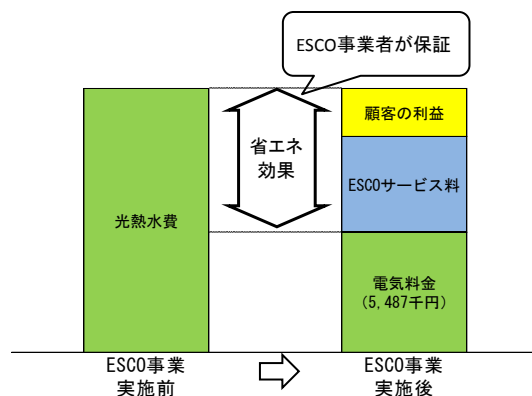 ESCO事業者が保証
顧客の利益
省エネ
効果
ESCOサービス料
光熱水費
電気料金
(5,487千円)
ESCO事業
実施前
ESCO事業
実施後